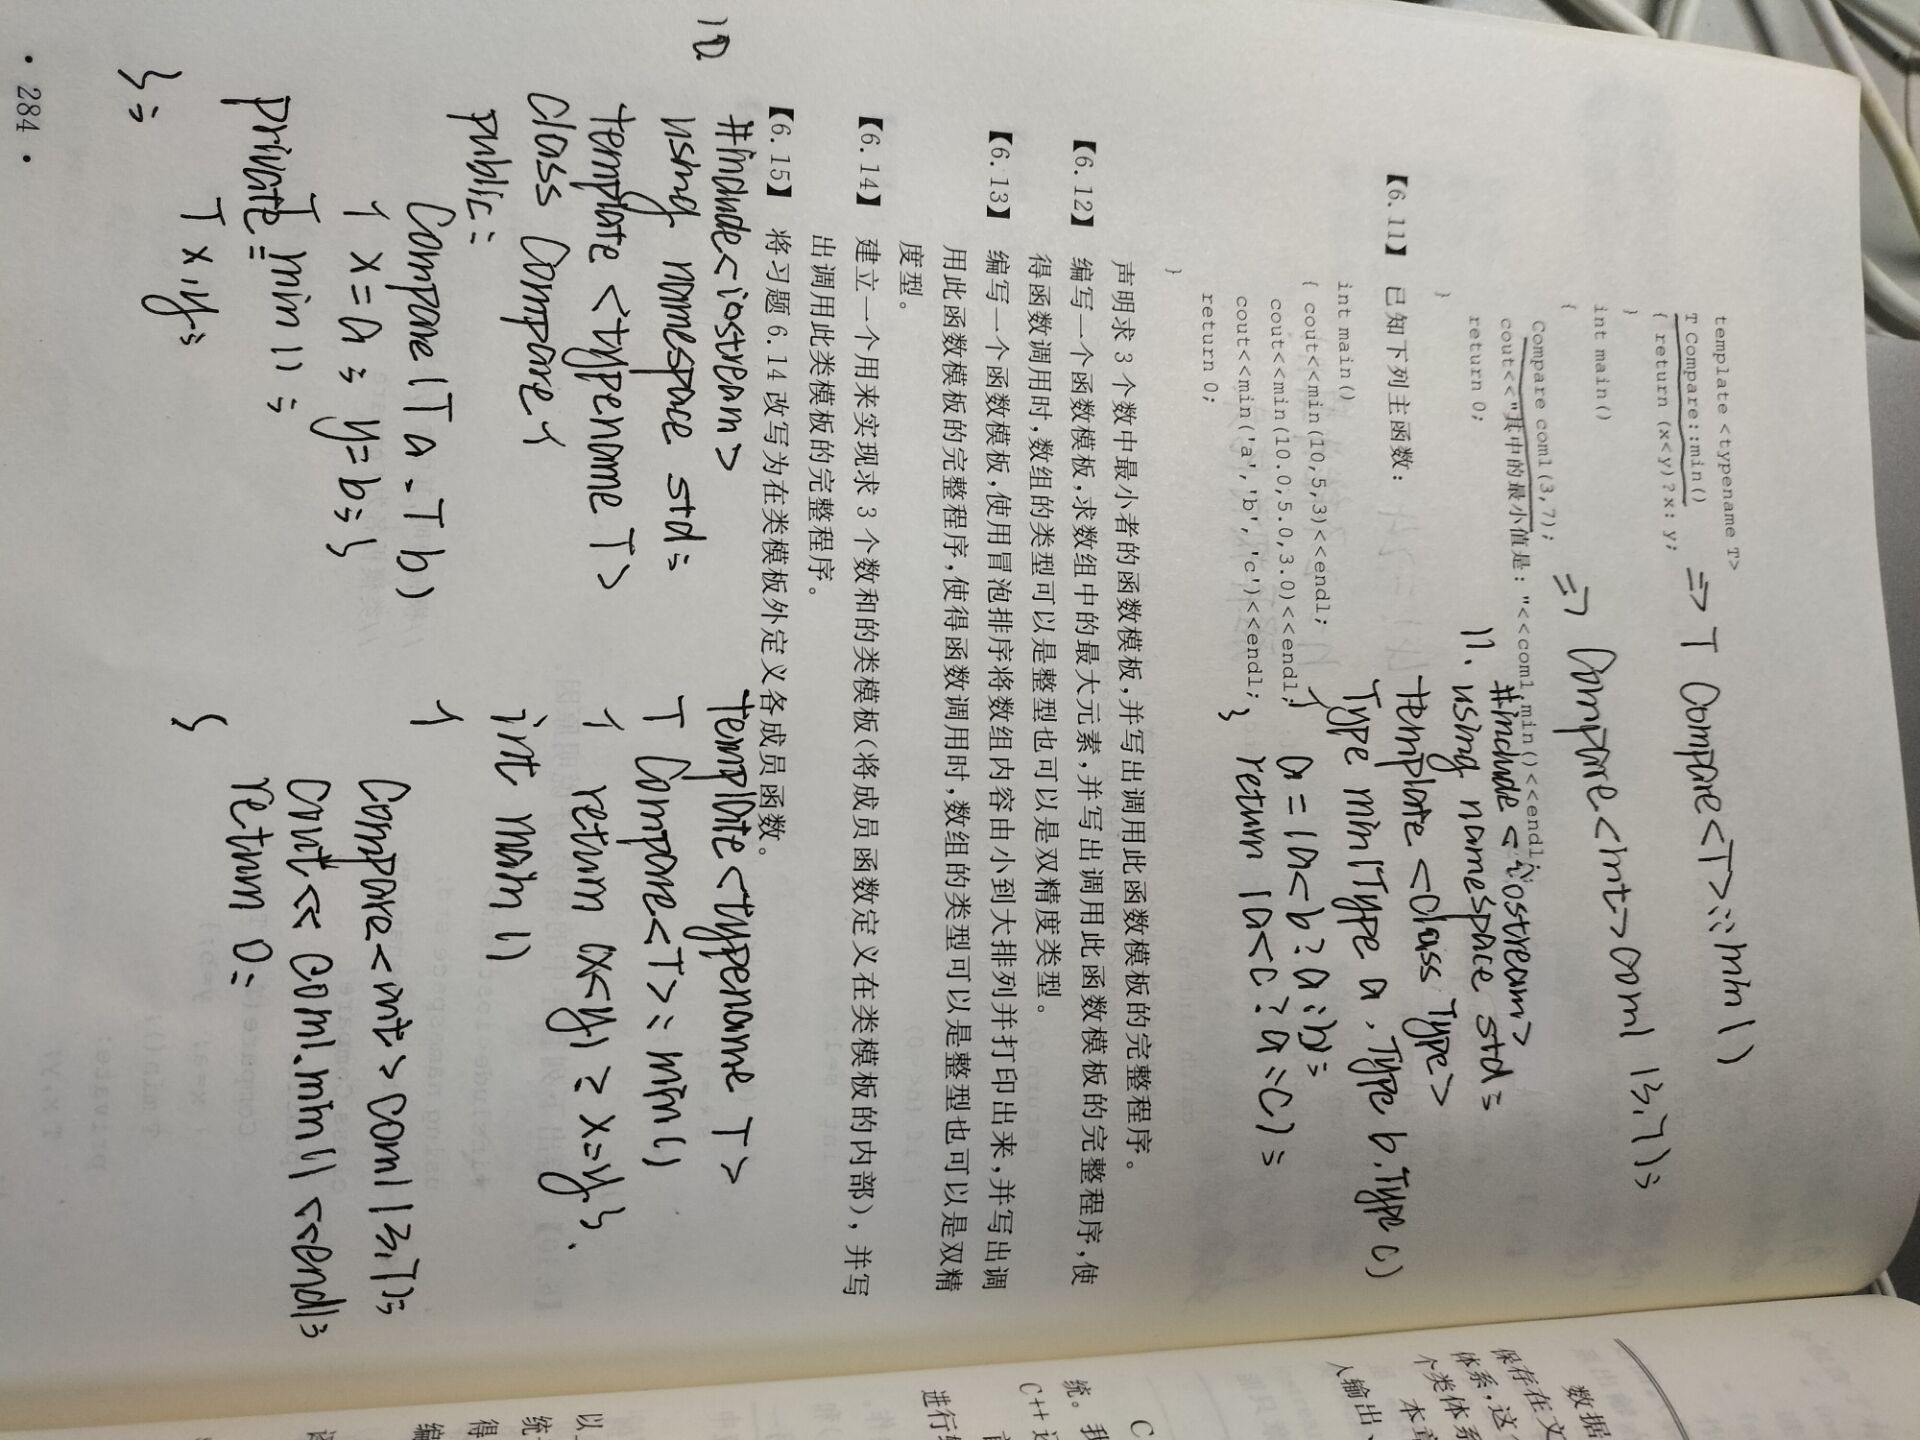 template <typename T>
T Compare::min() => T Compare<T>::min()
{ return (x<y)?x:y;
}
int main()
{
Compare com1(3,7); => Compare<int>com1(3,7);
cout<<"其中的最小值是:"<<com1.min()<<endl;
return 0;
}
【6.11】 已知下列主函数:
int main()
{ cout<<min(10,5,3)<<endl;
cout<<min(10.0,5.0,3.0)<<endl;
cout<<min('a','b','c')<<endl;
return 0;
}
11.
#include <iostream>
using namespace std;
template <class Type>
Type min(Type a,Type b,Type c)
{ a=(a<b?a:b);
return (a<c?a:c);
}
声明求3个数中最小者的函数模板,并写出调用此函数模板的完整程序。
【6.12】 编写一个函数模板,求数组中的最大元素,并写出调用此函数模板的完整程序,使
得函数调用时,数组的类型可以是整型也可以是双精度类型。
【6.13】 编写一个函数模板,使用冒泡排序将数组内容由小到大排列并打印出来,并写出调
用此函数模板的完整程序,使得函数调用时,数组的类型可以是整型也可以是双精
度型。
【6.14】 建立一个用来实现求3个数和的类模板(将成员函数定义在类模板的内部),并写
出调用此类模板的完整程序。
【6.15】 将习题6.14改写为在类模板外定义各成员函数。
10.
#include<iostream>
using namespace std;
template <typename T>
class Compare{
public:
Compare(T a,T b)
{ x=a; y=b;}
T min();
private:
T x,y;
};
template<typename T>
T Compare<T>::min()
{ return (x<y)?x:y;}
int main()
{
Compare<int>com1(3,7);
cout<<com1.min()<<endl;
return 0;
}
·284·
数据
保存在文
体系,这
个类体系
本章
人输出、
C
统。我
C++还
进行
以
统
得
编